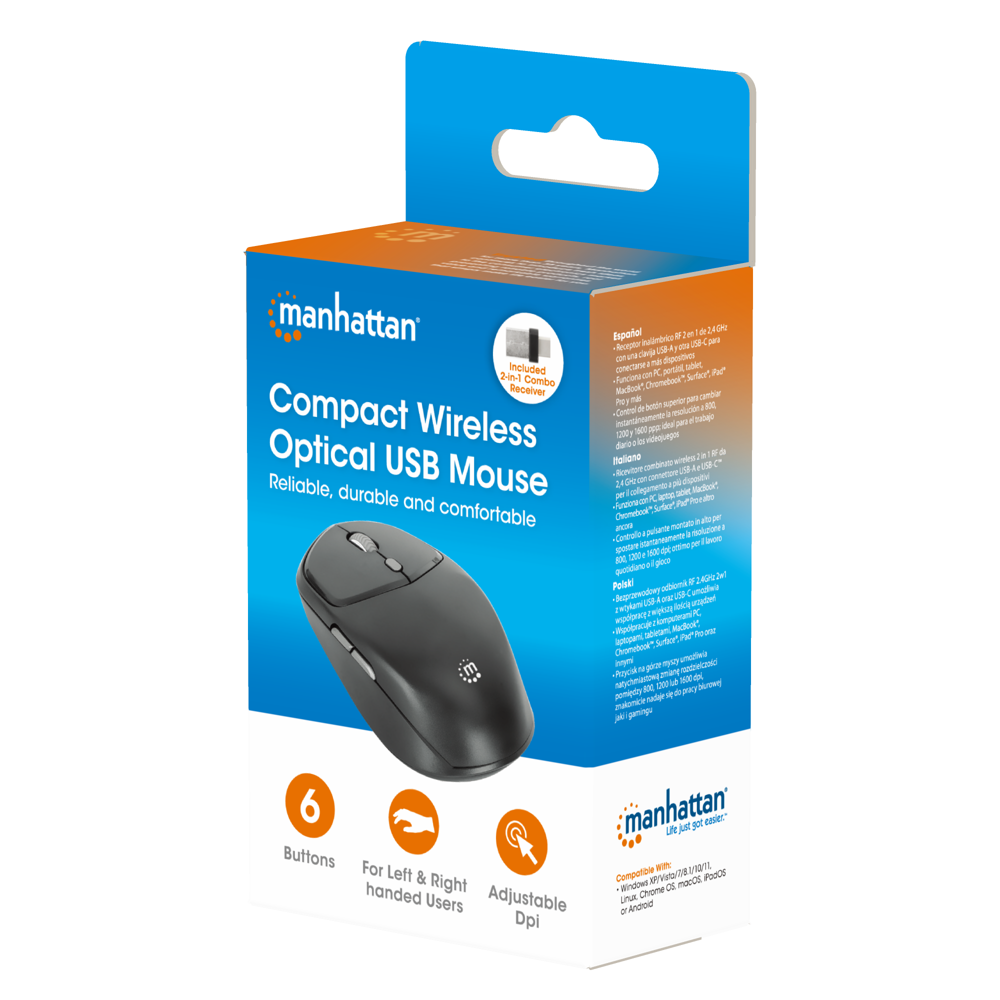 manhattan®
Included
2-in-1 Combo
Receiver
Compact Wireless
Optical USB Mouse
Reliable, durable and comfortable
m
6
Buttons
For Left & Right
handed Users
Adjustable
Dpi
Español
• Receptor inalámbrico RF 2 en 1 de 2,4 GHz
con una clavija USB-A y otra USB-C para
conectarse a más dispositivos
• Funciona con PC, portátil, tablet,
MacBook®, Chromebook™, Surface®, iPad®
Pro y más
• Control de botón superior para cambiar
instantáneamente la resolución a 800,
1200 y 1600 ppp; ideal para el trabajo
diario o los videojuegos
Italiano
• Ricevitore combinato wireless 2 in 1 RF da
2,4 GHz con connettore USB-A e USB-C™
per il collegamento a più dispositivi
• Funziona con PC, laptop, tablet, MacBook®,
Chromebook™, Surface®, iPad® Pro e altro
ancora
• Controllo a pulsante montato in alto per
spostare istantaneamente la risoluzione a
800, 1200 e 1600 dpi; ottimo per il lavoro
quotidiano o il gioco
Polski
• Bezprzewodowy odbiornik RF 2.4GHz 2w1
z wtykami USB-A oraz USB-C umożliwia
współpracę z większą ilością urządzeń
• Współpracuje z komputerami PC,
laptopami, tabletami, MacBook®,
Chromebook™, Surface®, iPad® Pro oraz
innymi
• Przycisk na górze myszy umożliwia
natychmiastową zmianę rozdzielczości
pomiędzy 800, 1200 lub 1600 dpi,
znakomicie nadaje się do pracy biurowej
jaki i gamingu
manhattan®
Life just got easier.™
Compatible With:
• Windows XP/Vista/7/8.1/10/11,
Linux, Chrome OS, macOS, iPadOS
or Android